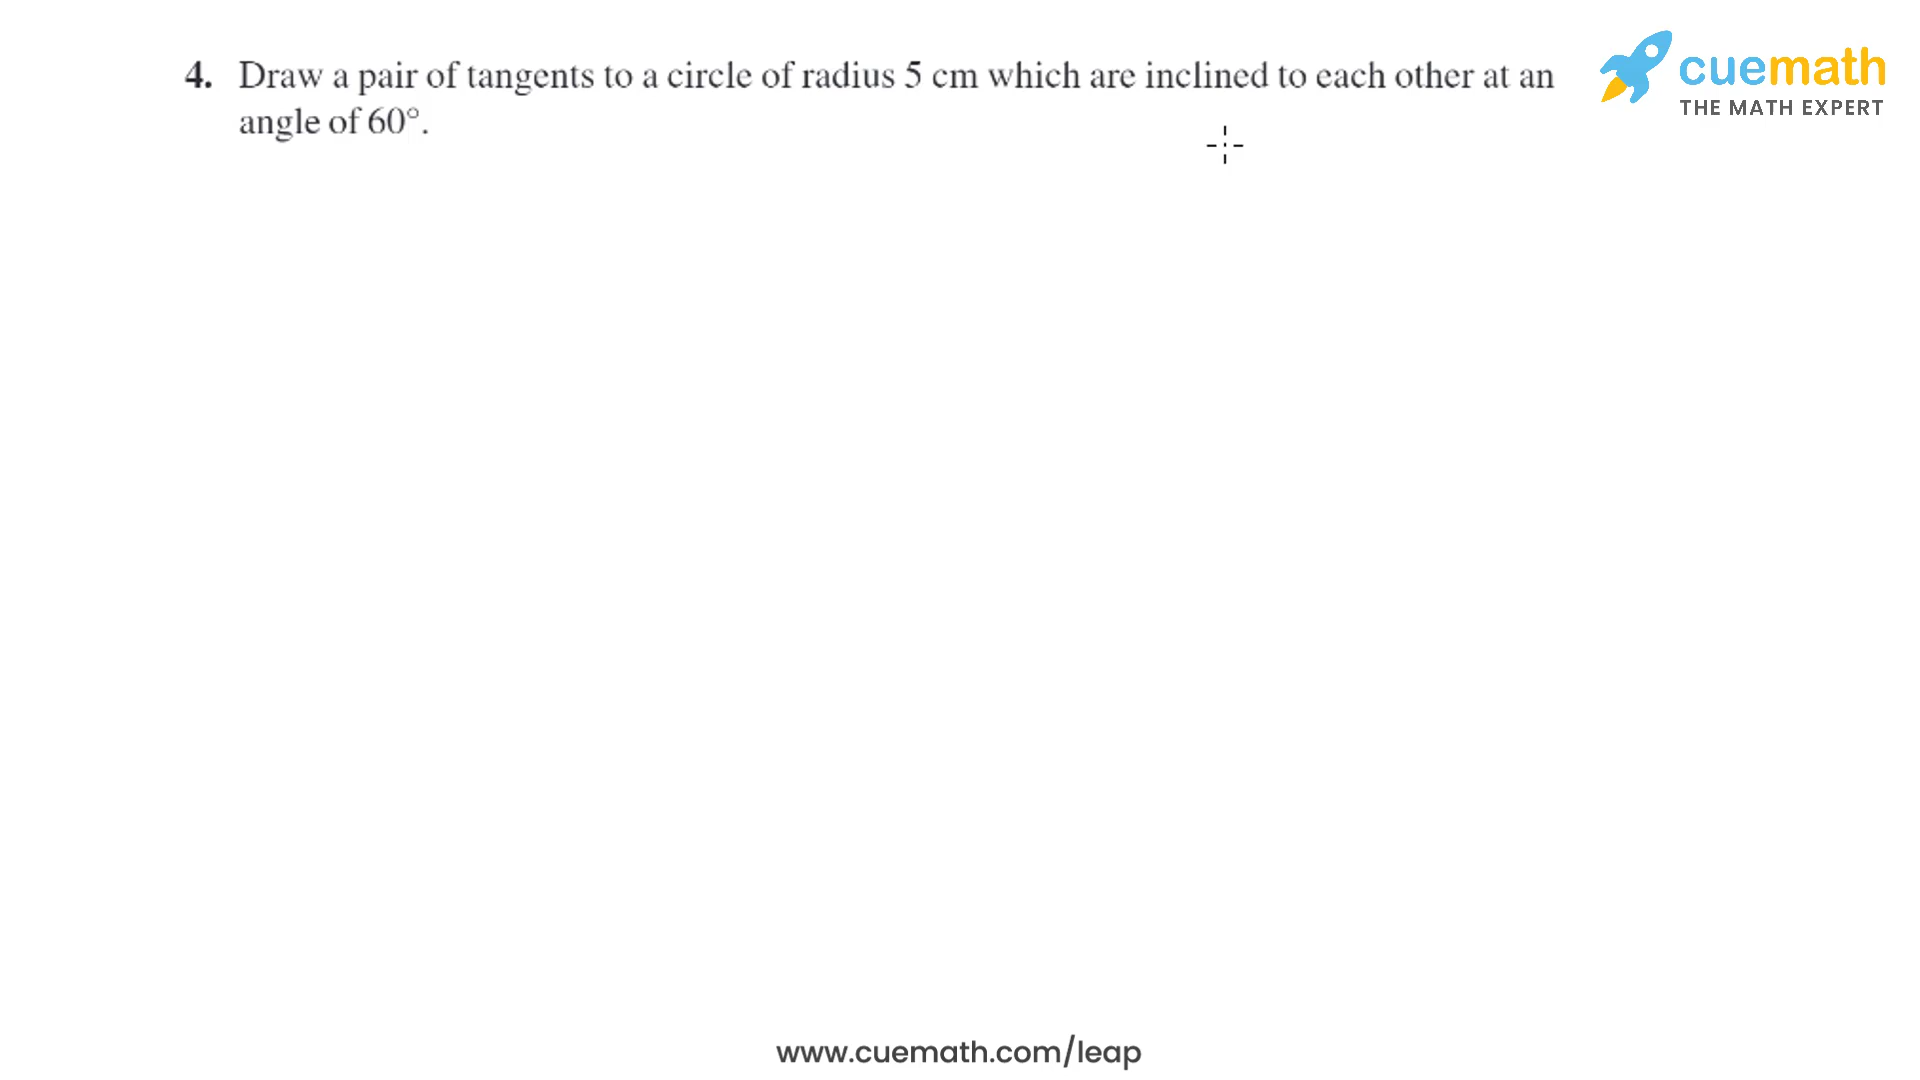 4. Draw a pair of tangents to a circle of radius 5 cm which are inclined to each other at an
angle of 60°.
cuemath
THE MATH EXPERT
www.cuemath.com/leap